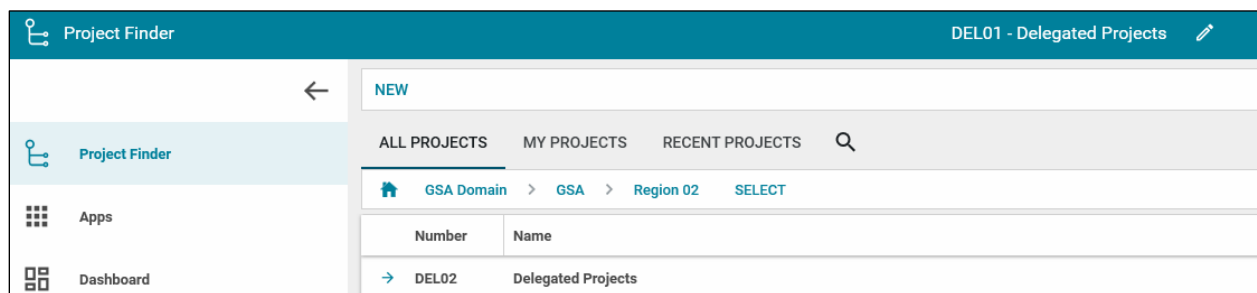 Project Finder
DEL01 - Delegated Projects
NEW
Project Finder
ALL PROJECTS MY PROJECTS RECENT PROJECTS
GSA Domain > GSA > Region 02 SELECT
Apps
Number Name
Dashboard
DEL02 Delegated Projects